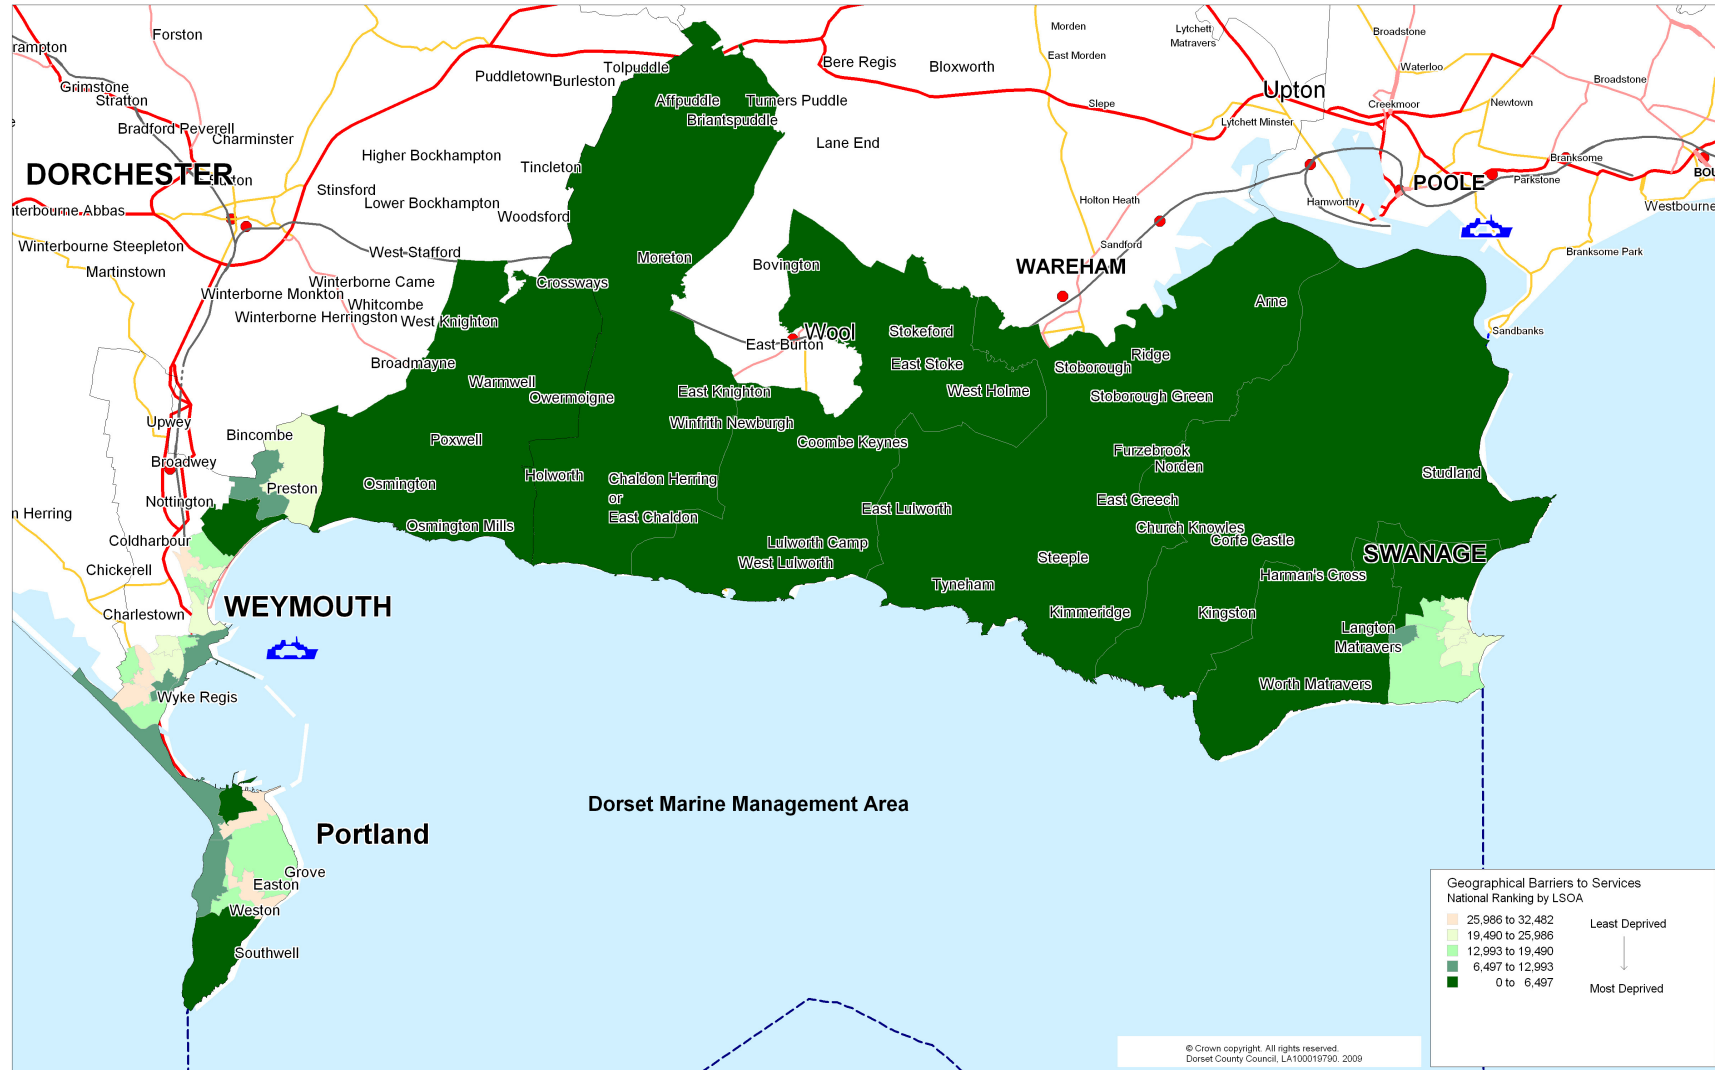 Forston
Morden
Lytchett
Matravers
Broadstone
rampton
East Morden
Bere Regis
Bloxworth
Waterloo
Tolpuddle
Puddletown
Burleston
Broadstone
Grimstone
Stratton
Affpuddle
Turners Puddle
Briantspuddle
Slepe
Upton
Creekmoor
Newtown
Lytchett Minster
Bradford Peverell
Charminster
Lane End
Higher Bockhampton
Tincleton
Branksome
DORCHESTER
Stinsford
POOLE
Parkstone
BOU
Lower Bockhampton
Woodsford
nterbourne Abbas
Holton Heath
Hamworthy
Westbourne
Winterbourne Steepleton
West Stafford
Sandford
Branksome Park
Moreton
Bovington
WAREHAM
Martinstown
Winterborne Came
Crossways
Winterborne Monkton
Whitcombe
Arne
Winterborne Herringston
West Knighton
Stokeford
Wool
Sandbanks
East Burton
Ridge
Broadmayne
East Stoke
Stoborough
Warmwell
Owermoigne
East Knighton
West Holme
Stoborough Green
Upwey
Bincombe
Winfrith Newburgh
Poxwell
Coombe Keynes
Furzebrook
Norden
Broadwey
Studland
Osmington
Holworth
Chaldon Herring
or
East Chaldon
Preston
Nottington
East Creech
n Herring
East Lulworth
Osmington Mills
Church Knowles
Corfe Castle
Coldharbour
Lulworth Camp
West Lulworth
Steeple
SWANAGE
Chickerell
Harman's Cross
Tyneham
WEYMOUTH
Charlestown
Kimmeridge
Kingston
Langton
Matravers
Wyke Regis
Worth Matravers
Dorset Marine Management Area
Portland
Grove
Easton
Weston
Southwell
Geographical Barriers to Services
National Ranking by LSOA
25,986 to 32,482
Least Deprived
19,490 to 25,986
12,993 to 19,490
6,497 to 12,993
0 to 6,497
Most Deprived
© Crown copyright. All rights reserved.
Dorset County Council, LA100019790. 2009